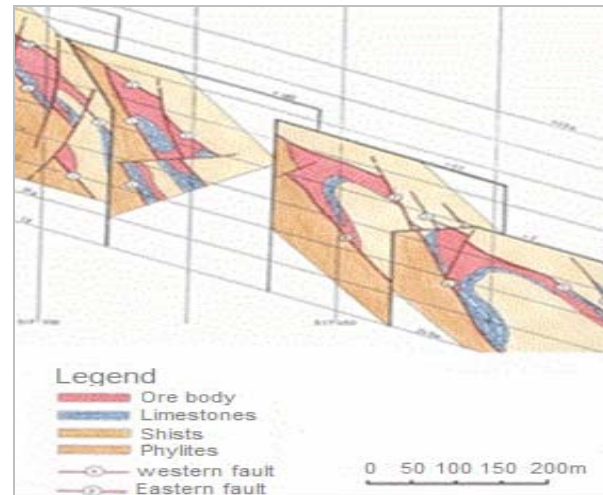 Legend
Ore body
Limestones
Shists
Phylites
western fault
Eastern fault
0 50 100 150 200m